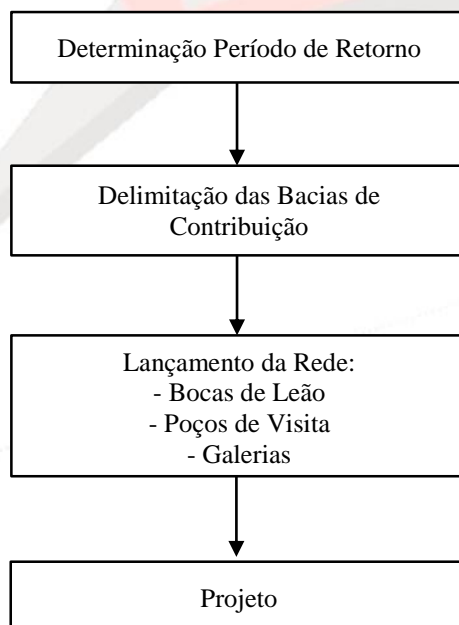 Determinação Período de Retorno
Delimitação das Bacias de
Contribuição
Lançamento da Rede:
- Bocas de Leão
- Poços de Visita
- Galerias
Projeto